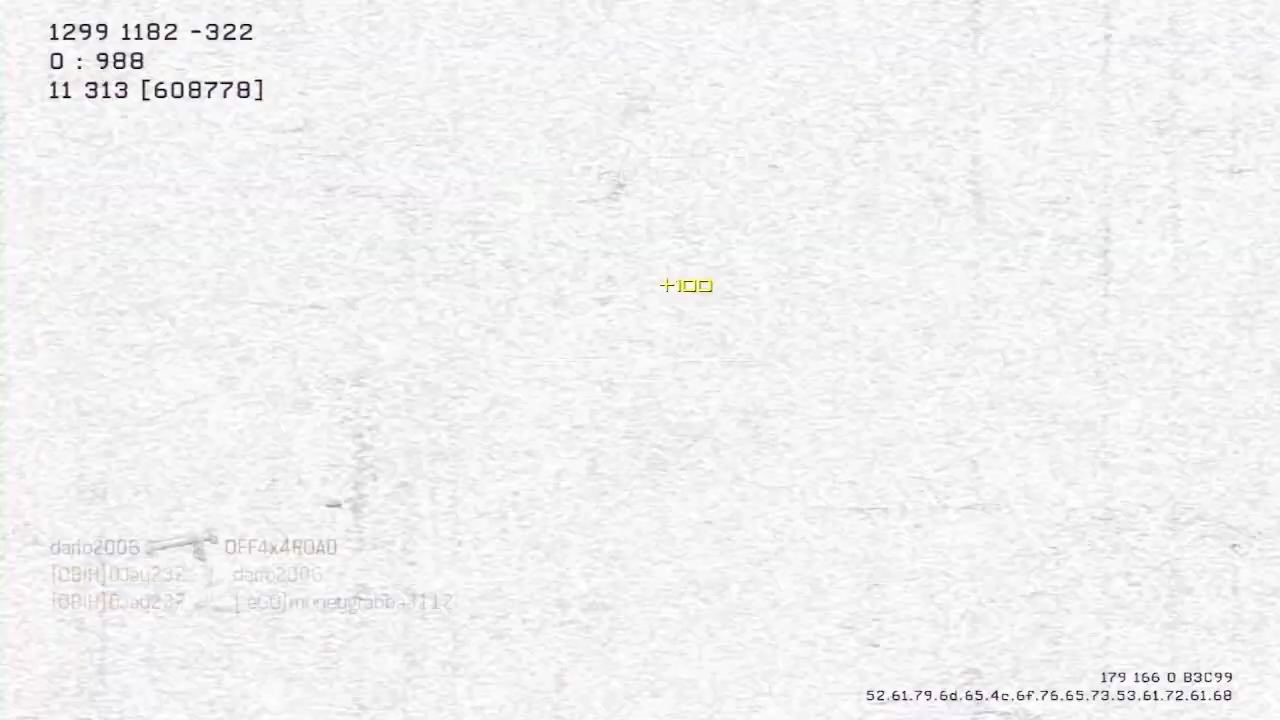 1299 1182 -322
0 : 988
11 313 [608778]
+100
dario2006 OFF4x4ROAD
dario2006
179 166 0 B3C99
52.61.79.6d.65.4c.6f.76.65.73.53.61.72.61.68